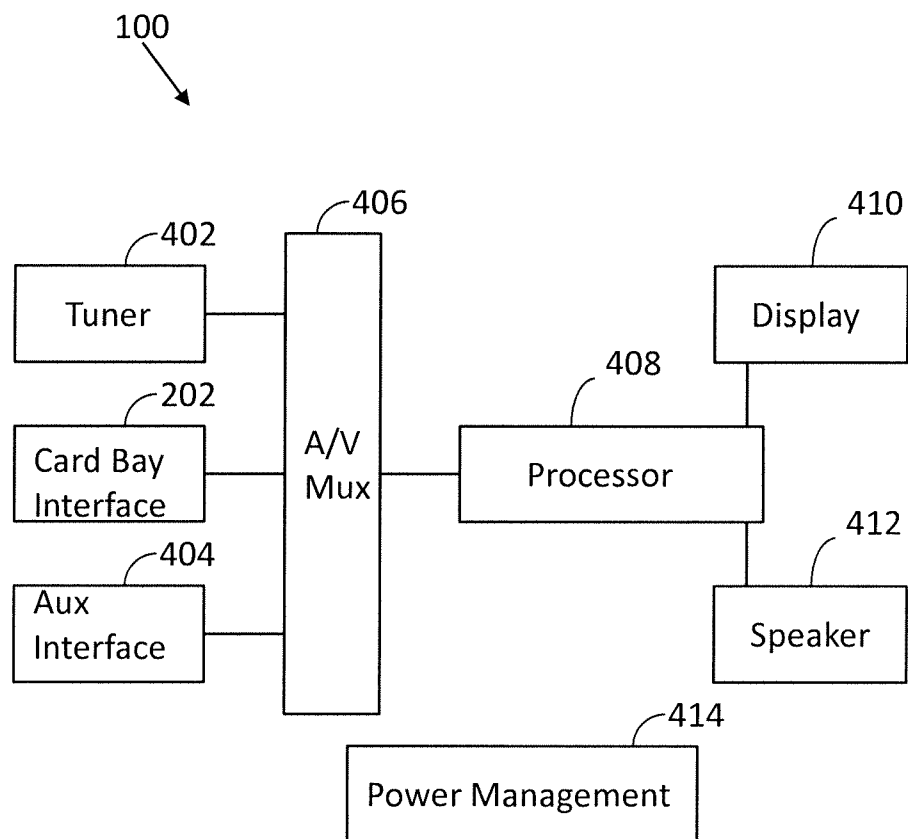 100
406
410
402
Tuner
Display
408
202
Card Bay
Interface
A/V
Mux
Processor
412
404
Aux
Interface
Speaker
414
Power Management